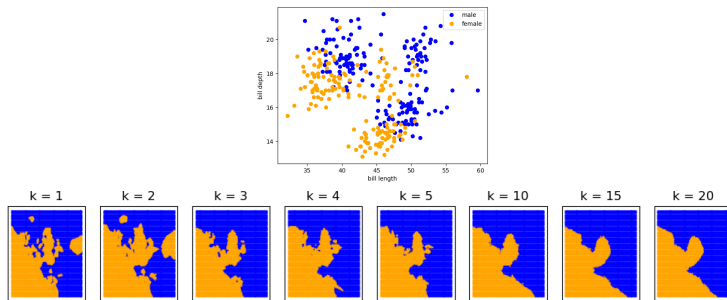 male
female
20
18
16
14
bill depth
35
40
45
50
55
60
bill length
k = 1
k = 2
k = 3
k = 4
k = 5
k = 10
k = 15
k = 20